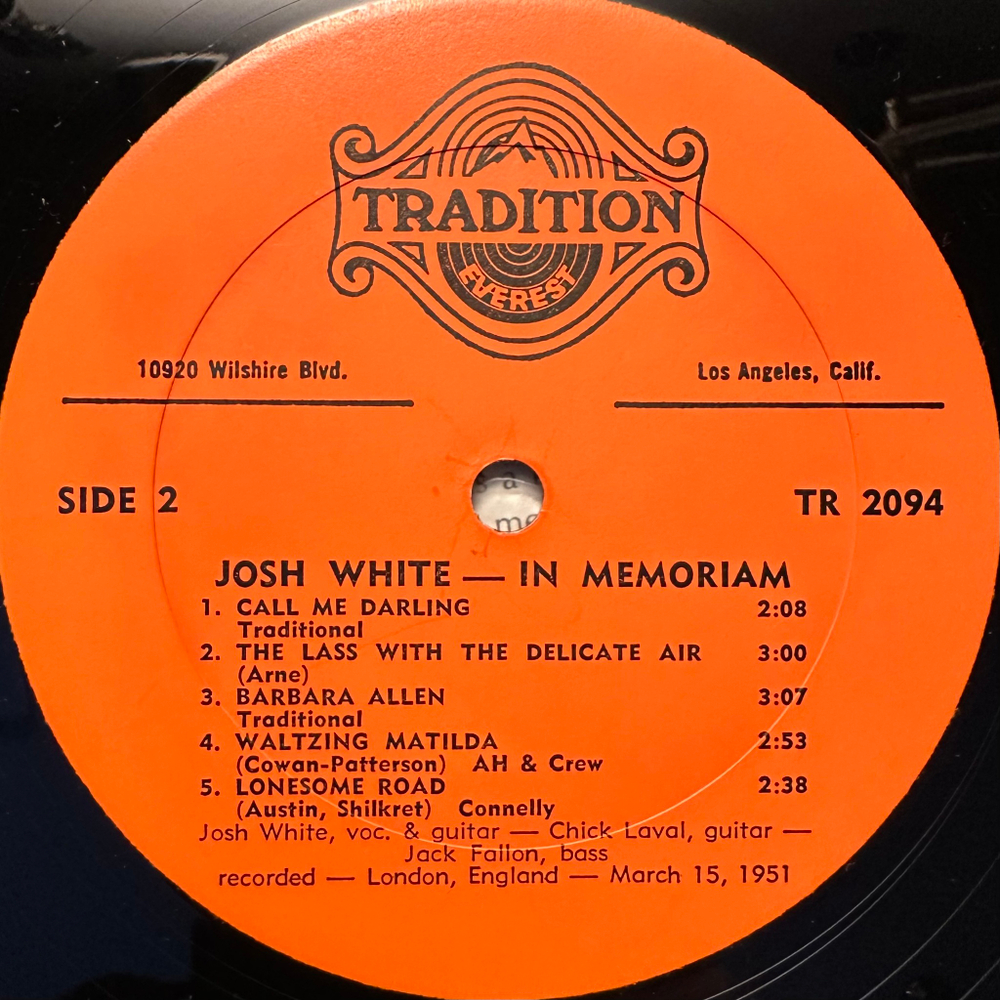 TRADITION
EVEREST
10920 Wilshire Blvd. Los Angeles, Calif.
SIDE 2 TR 2094
a
me
JOSH WHITE — IN MEMORIAM
1. CALL ME DARLING 2:08
Traditional
2. THE LASS WITH THE DELICATE AIR 3:00
(Arne)
3. BARBARA ALLEN 3:07
Traditional
4. WALTZING MATILDA 2:53
(Cowan-Patterson) AH & Crew
5. LONESOME ROAD 2:38
(Austin, Shilkret) Connelly
Josh White, voc. & guitar — Chick Laval, guitar —
Jack Fallon, bass
recorded — London, England — March 15, 1951